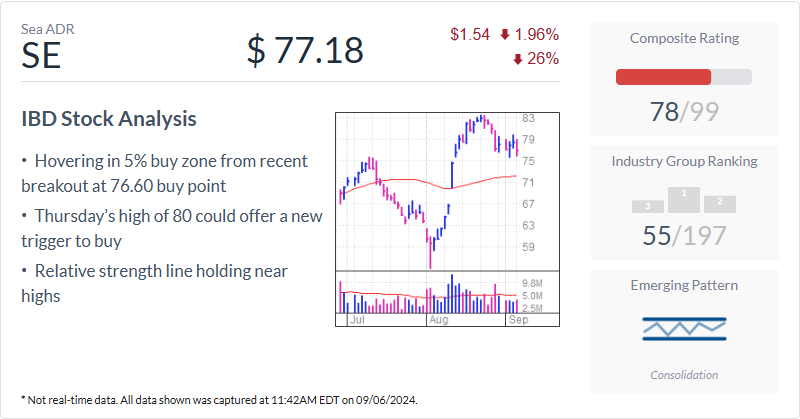 Sea ADR
SE
$ 77.18
$1.54 1.96%
26%
IBD Stock Analysis
• Hovering in 5% buy zone from recent
breakout at 76.60 buy point
• Thursday's high of 80 could offer a new
trigger to buy
• Relative strength line holding near
highs
83
79
75
71
67
63
59
9.8M
5.0M
2.5M
Jul Aug Sep
Composite Rating
78/99
Industry Group Ranking
3 1 2
55/197
Emerging Pattern
Consolidation
* Not real-time data. All data shown was captured at 11:42AM EDT on 09/06/2024.